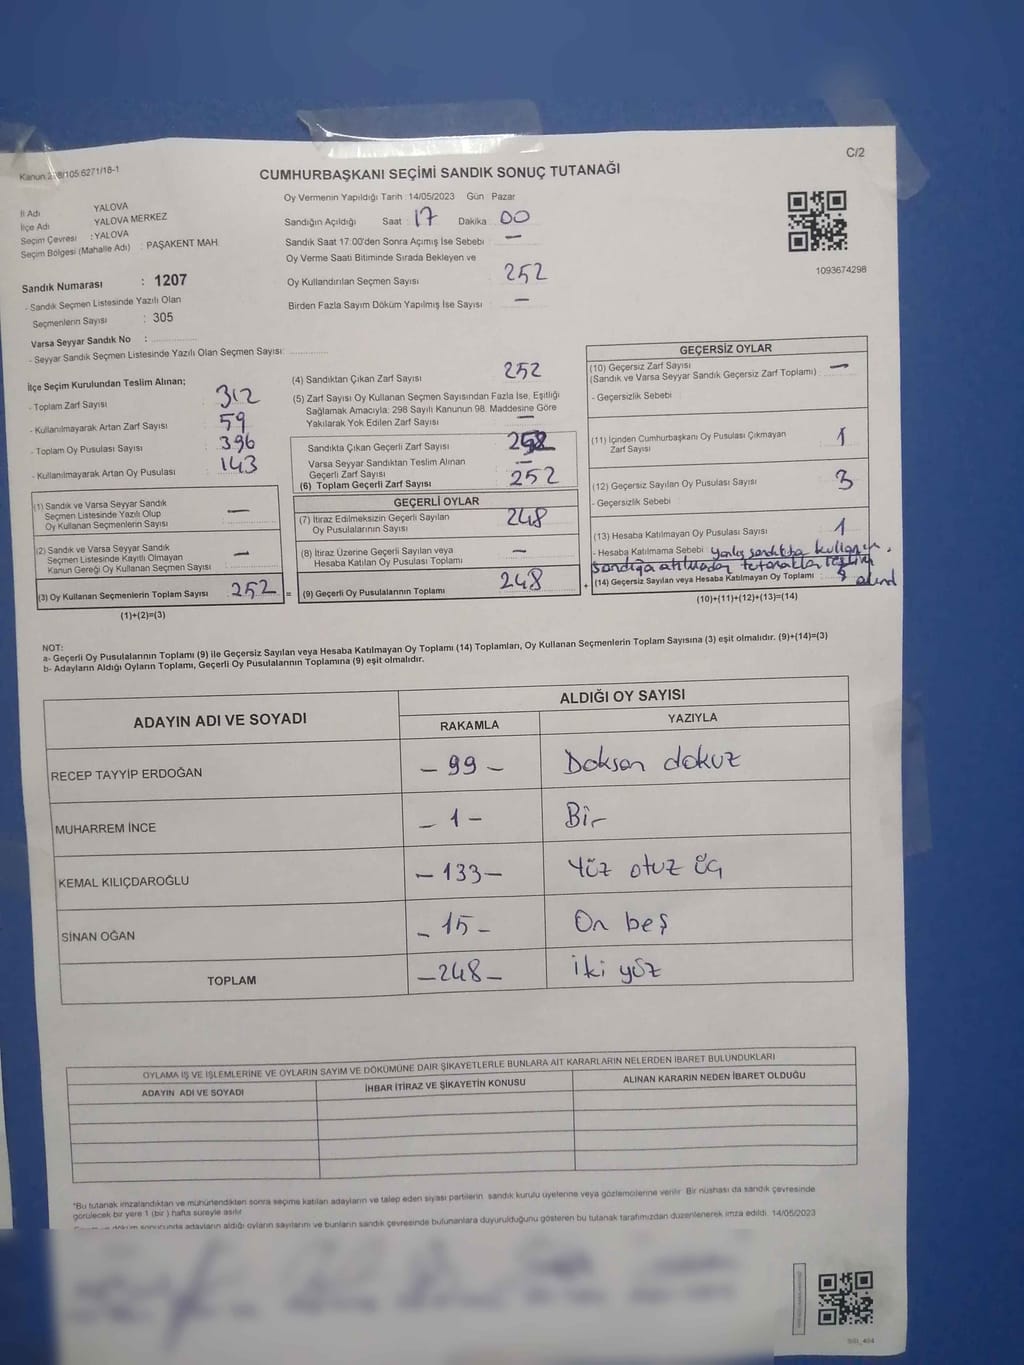 C/2
CUMHURBAŞKANI SEÇİMİ SANDIK SONUÇ TUTANAĞI
İl Adı YALOVA
İlçe Adı YALOVA MERKEZ
Seçim Çevresi : YALOVA
Seçim Bölgesi (Mahalle Adı) : PAŞAKENT MAH.
Sandık Numarası : 1207
- Sandık Seçmen Listesinde Yazılı Olan
Seçmenlerin Sayısı : 305
Varsa Seyyar Sandık No :
- Seyyar Sandık Seçmen Listesinde Yazılı Olan Seçmen Sayısı:
Oy Vermenin Yapıldığı Tarih 14/05/2023 Gün Pazar
Sandığın Açıldığı Saat : 17 Dakika : 00
Sandık Saat 17:00'den Sonra Açımış İse Sebebi : —
Oy Verme Saati Bitiminde Sırada Bekleyen ve
Oy Kullandırılan Seçmen Sayısı : 252
Birden Fazla Sayım Döküm Yapılmış İse Sayısı : —
1093674298
İlçe Seçim Kurulundan Teslim Alınan;
- Toplam Zarf Sayısı : 312
- Kullanılmayarak Artan Zarf Sayısı : 59
- Toplam Oy Pusulası Sayısı : 396
- Kullanılmayarak Artan Oy Pusulası : 143
(1) Sandık ve Varsa Seyyar Sandık
Seçmen Listesinde Yazılı Olup
Oy Kullanan Seçmenlerin Sayısı : —
(2) Sandık ve Varsa Seyyar Sandık
Seçmen Listesinde Kayıtlı Olmayan
Kanun Gereği Oy Kullanan Seçmen Sayısı : —
(3) Oy Kullanan Seçmenlerin Toplam Sayısı : 252 =
(1)+(2)=(3)
(4) Sandıktan Çıkan Zarf Sayısı : 252
(5) Zarf Sayısı Oy Kullanan Seçmen Sayısından Fazla İse, Eşitliği
Sağlamak Amacıyla: 298 Sayılı Kanunun 98. Maddesine Göre
Yakılarak Yok Edilen Zarf Sayısı : —
Sandıkta Çıkan Geçerli Zarf Sayısı :
Varsa Seyyar Sandıktan Teslim Alınan
Geçerli Zarf Sayısı : —
(6) Toplam Geçerli Zarf Sayısı : 252
GEÇERLİ OYLAR
(7) İtiraz Edilmeksizin Geçerli Sayılan
Oy Pusulalarının Sayısı : 248
(8) İtiraz Üzerine Geçerli Sayılan veya
Hesaba Katılan Oy Pusulası Toplamı : —
(9) Geçerli Oy Pusulalarının Toplamı : 248 +
GEÇERSİZ OYLAR
(10) Geçersiz Zarf Sayısı
(Sandık ve Varsa Seyyar Sandık Geçersiz Zarf Toplamı) : —
- Geçersizlik Sebebi :
(11) İçinden Cumhurbaşkanı Oy Pusulası Çıkmayan
Zarf Sayısı : 1
(12) Geçersiz Sayılan Oy Pusulası Sayısı : 3
- Geçersizlik Sebebi :
(13) Hesaba Katılmayan Oy Pusulası Sayısı : 1
- Hesaba Katılmama Sebebi Yanlış sandıkta
sandığa atılmadan tutanakla
(14) Geçersiz Sayılan veya Hesaba Katılmayan Oy Toplamı :
(10)+(11)+(12)+(13)=(14)
NOT:
a- Geçerli Oy Pusulalarının Toplamı (9) ile Geçersiz Sayılan veya Hesaba Katılmayan Oy Toplamı (14) Toplamları, Oy Kullanan Seçmenlerin Toplam Sayısına (3) eşit olmalıdır. (9)+(14)=(3)
b- Adayların Aldığı Oyların Toplamı, Geçerli Oy Pusulalarının Toplamına (9) eşit olmalıdır.
ADAYIN ADI VE SOYADI
ALDIĞI OY SAYISI
RAKAMLA YAZIYLA
RECEP TAYYİP ERDOĞAN – 99 – Doksan dokuz
MUHARREM İNCE – 1 – Bir
KEMAL KILIÇDAROĞLU – 133 – Yüz otuz üç
SİNAN OĞAN – 15 – On beş
TOPLAM – 248 – iki yüz
OYLAMA İŞ VE İŞLEMLERİNE VE OYLARIN SAYIM VE DÖKÜMÜNE DAİR ŞİKAYETLERLE BUNLARA AİT KARARLARIN NELERDEN İBARET BULUNDUKLARI
ADAYIN ADI VE SOYADI İHBAR İTİRAZ VE ŞİKAYETİN KONUSU ALINAN KARARIN NEDEN İBARET OLDUĞU
*Bu tutanak imzalandıktan ve mühürlendikten sonra seçime katılan adayların ve talep eden siyasi partilerin sandık kurulu üyelerine veya gözlemcilerine verilir. Bir nüshası da sandık çevresinde
görülecek bir yere 1 (bir) hafta süreyle asılır.
döküm sonucunda adayların aldığı oyların sayılarını ve bunların sandık çevresinde bulunanlara duyurulduğunu gösteren bu tutanak tarafımızdan düzenlenerek imza edildi. 14/05/2023